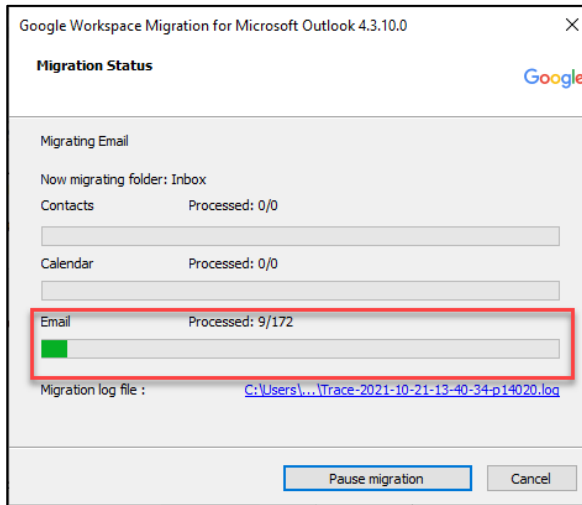 Google Workspace Migration for Microsoft Outlook 4.3.10.0
Migration Status
Google
Migrating Email
Now migrating folder: Inbox
Contacts Processed: 0/0
Calendar Processed: 0/0
Email Processed: 9/172
Migration log file : C:\Users\...\Trace-2021-10-21-13-40-34-p14020.log
Pause migration Cancel